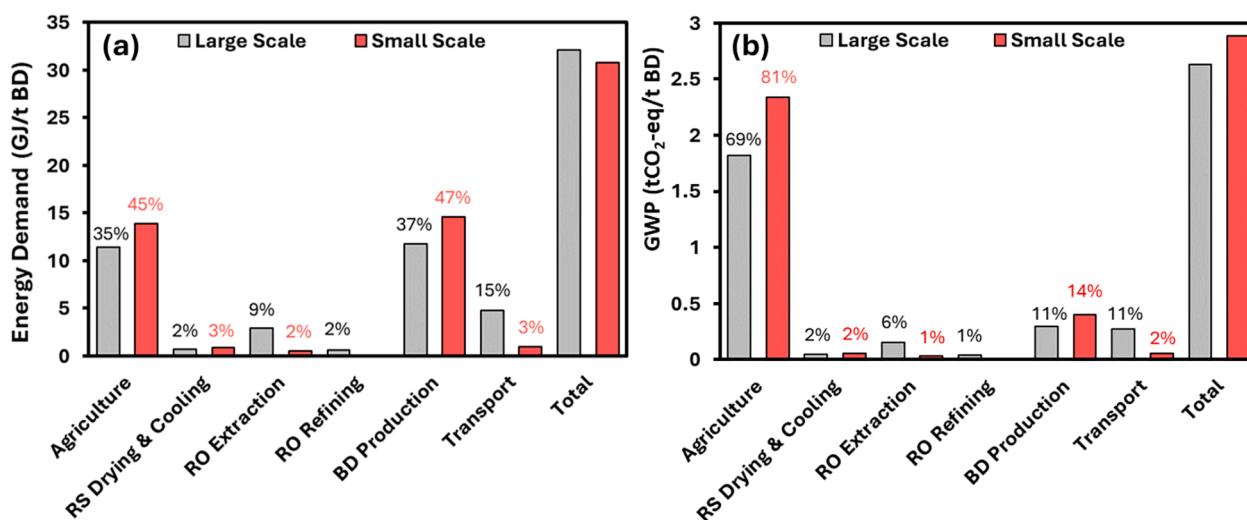 (a)
Large Scale
Small Scale
Energy Demand (GJ/t BD)
35
30
25
20
15
10
5
0
35%
45%
2%
3%
9%
2%
2%
37%
47%
15%
3%
Agriculture
RS Drying & Cooling
RO Extraction
RO Refining
BD Production
Transport
Total
(b)
Large Scale
Small Scale
GWP (tCO₂-eq/t BD)
3
2.5
2
1.5
1
0.5
0
69%
81%
2%
2%
6%
1%
1%
11%
14%
11%
2%
Agriculture
RS Drying & Cooling
RO Extraction
RO Refining
BD Production
Transport
Total